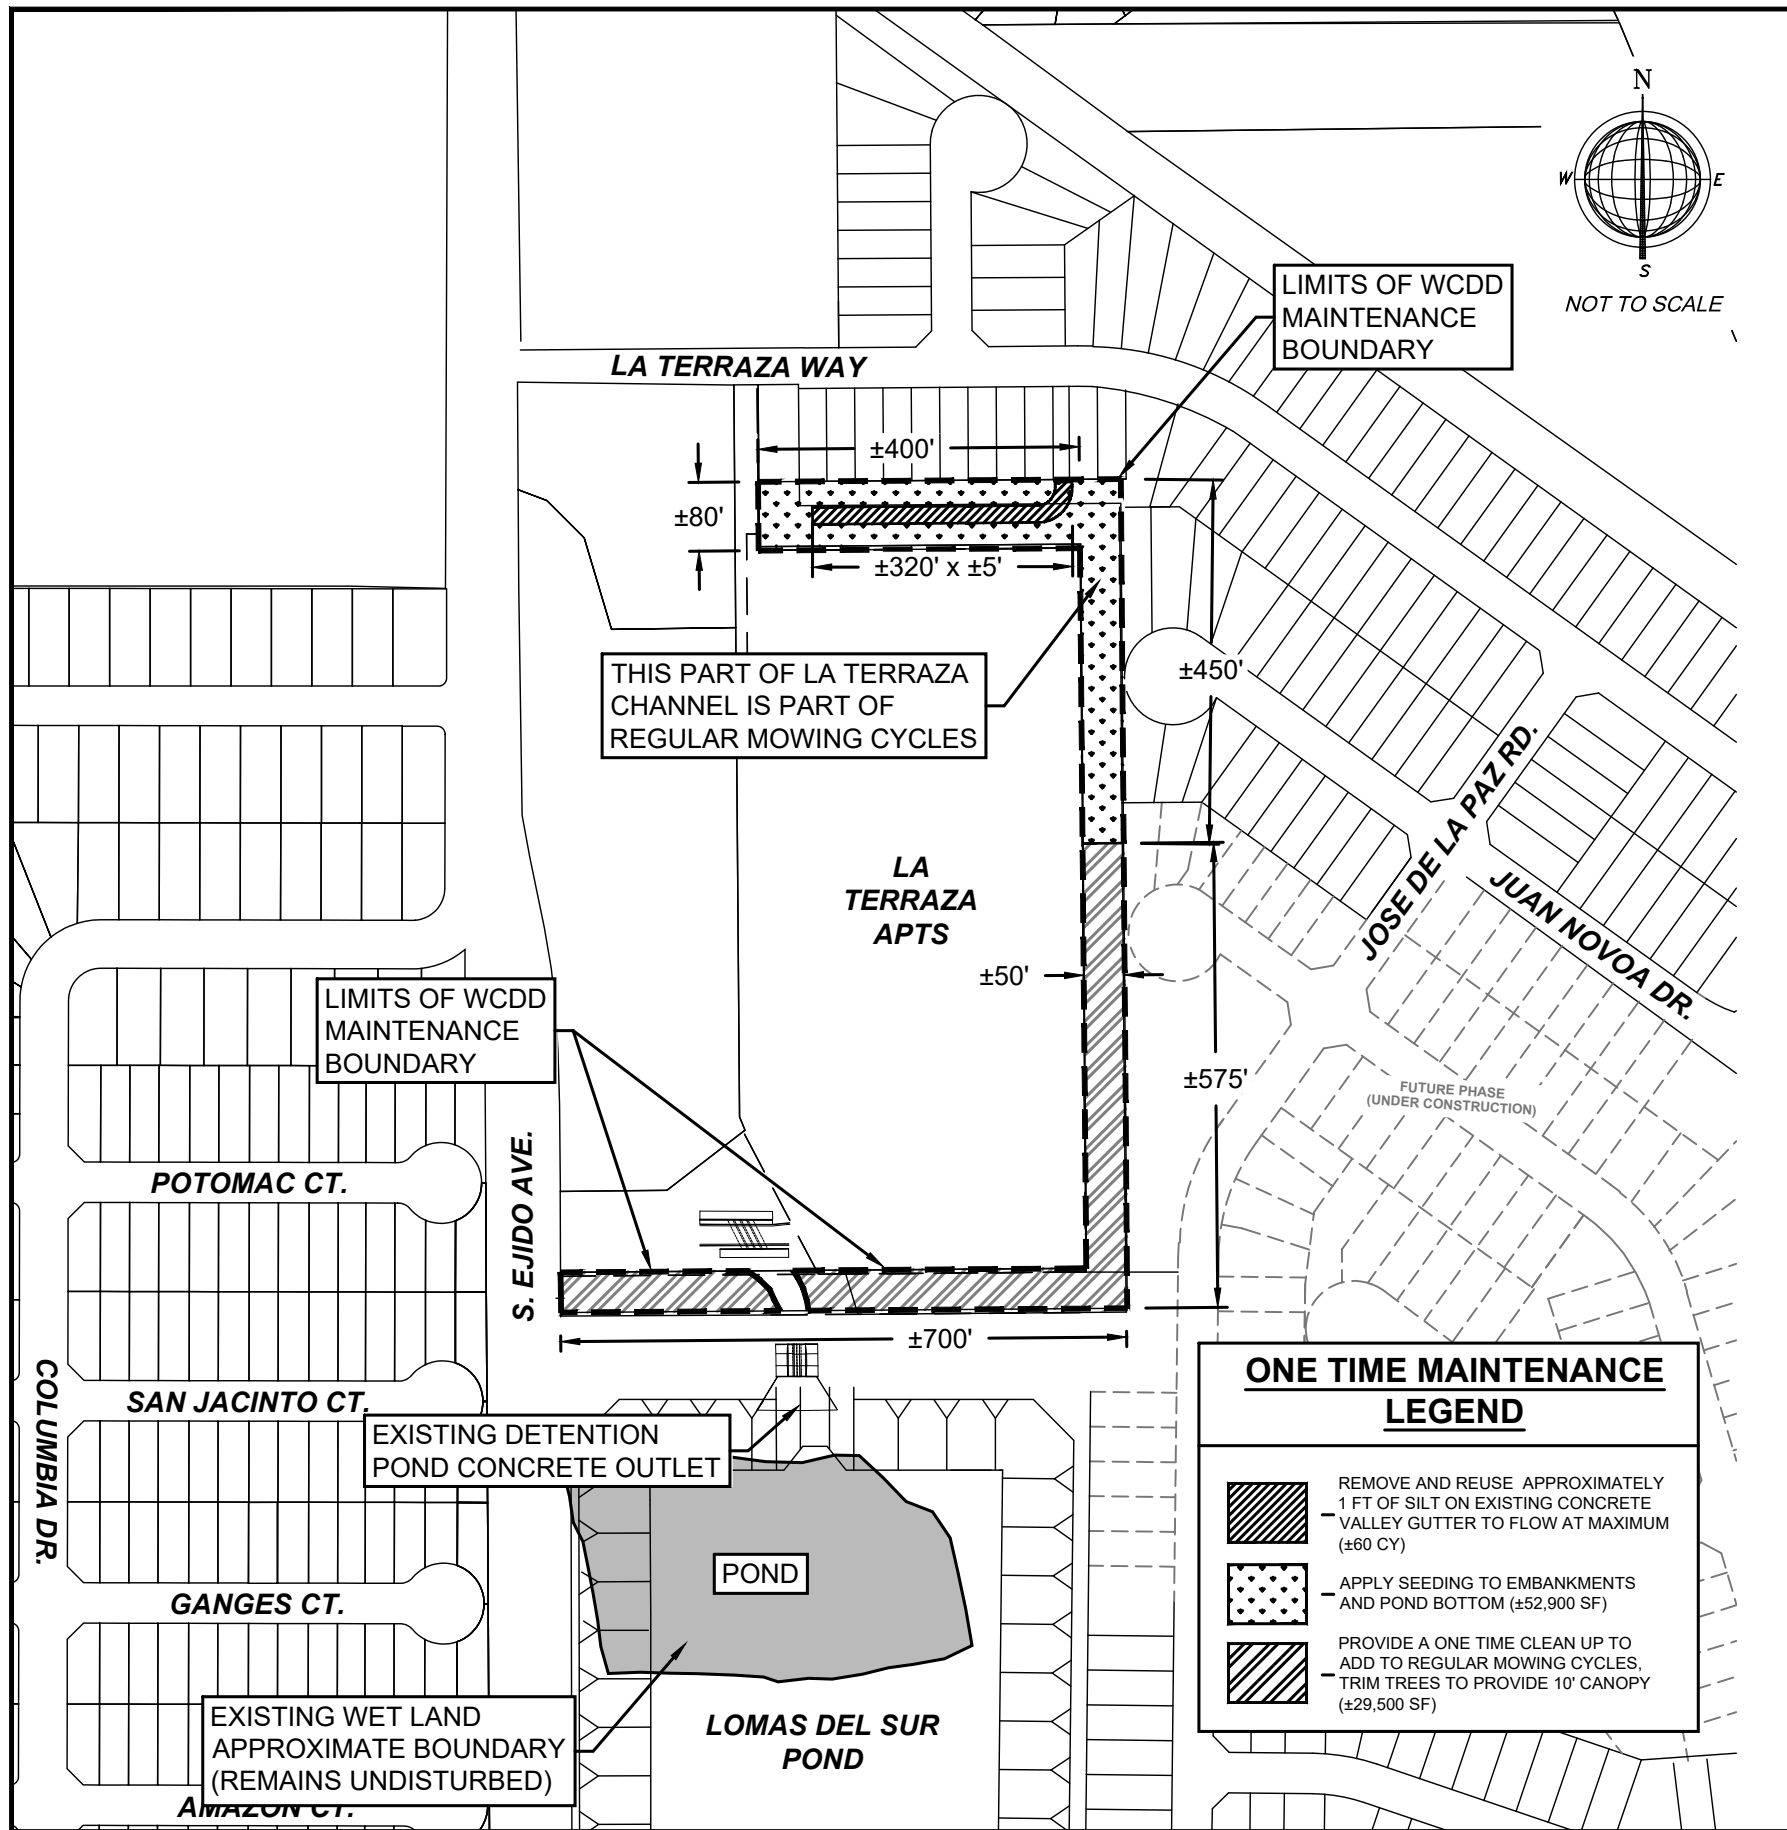 N
W
E
S
NOT TO SCALE
LIMITS OF WCDD
MAINTENANCE
BOUNDARY
LA TERRAZA WAY
±400'
±80'
±320' x ±5'
THIS PART OF LA TERRAZA
CHANNEL IS PART OF
REGULAR MOWING CYCLES
±450'
JOSE DE LA PAZ RD.
JUAN NOVOA DR.
LA
TERRAZA
APTS
±50'
LIMITS OF WCDD
MAINTENANCE
BOUNDARY
±575'
FUTURE PHASE
(UNDER CONSTRUCTION)
POTOMAC CT.
S. EJIDO AVE.
±700'
COLUMBIA DR.
SAN JACINTO CT.
EXISTING DETENTION
POND CONCRETE OUTLET
POND
GANGES CT.
EXISTING WET LAND
APPROXIMATE BOUNDARY
(REMAINS UNDISTURBED)
LOMAS DEL SUR
POND
AMAZON CT.
ONE TIME MAINTENANCE
LEGEND
REMOVE AND REUSE APPROXIMATELY
1 FT OF SILT ON EXISTING CONCRETE
VALLEY GUTTER TO FLOW AT MAXIMUM
(±60 CY)
APPLY SEEDING TO EMBANKMENTS
AND POND BOTTOM (±52,900 SF)
PROVIDE A ONE TIME CLEAN UP TO
ADD TO REGULAR MOWING CYCLES,
TRIM TREES TO PROVIDE 10' CANOPY
(±29,500 SF)